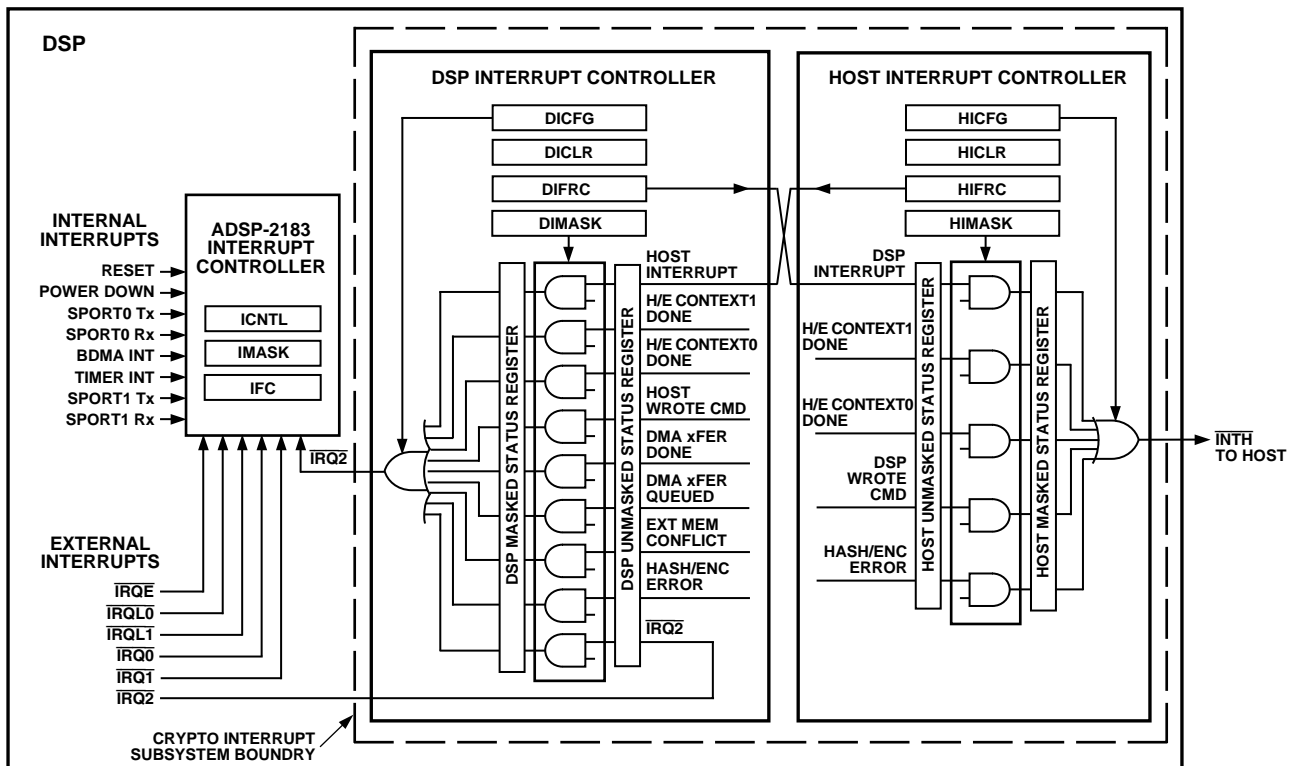 DSP
DSP INTERRUPT CONTROLLER
DICFG
DICLR
DIFRC
DIMASK
HOST
INTERRUPT
H/E CONTEXT1
DONE
H/E CONTEXT0
DONE
HOST
WROTE CMD
DMA xFER
DONE
DMA xFER
QUEUED
EXT MEM
CONFLICT
HASH/ENC
ERROR
IRQ2
DSP MASKED STATUS REGISTER
DSP UNMASKED STATUS REGISTER
HOST INTERRUPT CONTROLLER
HICFG
HICLR
HIFRC
HIMASK
DSP
INTERRUPT
H/E CONTEXT1
DONE
H/E CONTEXT0
DONE
DSP
WROTE
CMD
HASH/ENC
ERROR
HOST UNMASKED STATUS REGISTER
HOST MASKED STATUS REGISTER
INTH
TO HOST
INTERNAL
INTERRUPTS
RESET
POWER DOWN
SPORT0 Tx
SPORT0 Rx
BDMA INT
TIMER INT
SPORT1 Tx
SPORT1 Rx
ADSP-2183
INTERRUPT
CONTROLLER
ICNTL
IMASK
IFC
IRQ2
EXTERNAL
INTERRUPTS
IRQE
IRQL0
IRQL1
IRQ0
IRQ1
IRQ2
CRYPTO INTERRUPT
SUBSYSTEM BOUNDRY